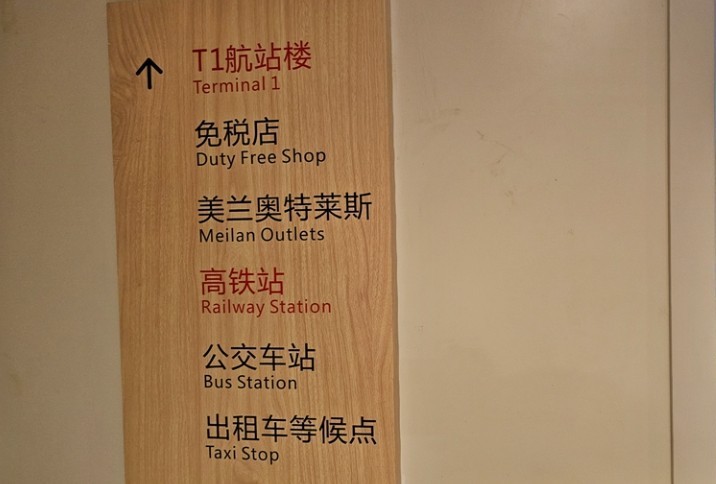 T1航站楼
Terminal 1
免税店
Duty Free Shop
美兰奥特莱斯
Meilan Outlets
高铁站
Railway Station
公交车站
Bus Station
出租车等候点
Taxi Stop